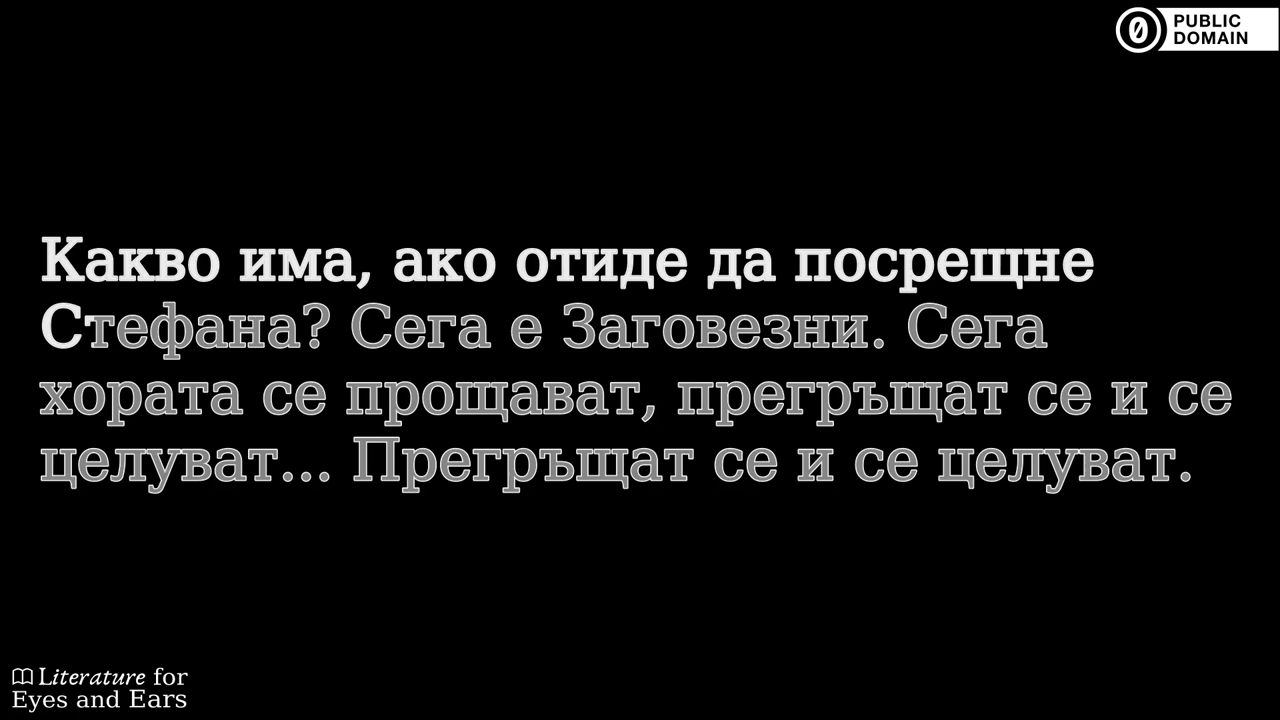 PUBLIC
DOMAIN
Какво има, ако отиде да посрещне
Стефана? Сега е Заговезни. Сега
хората се прощават, прегръщат се и се
целуват... Прегръщат се и се целуват.
Literature for
Eyes and Ears